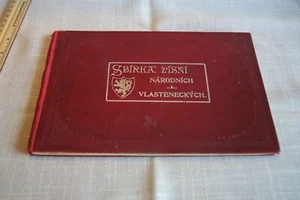 SBÍRKA PÍSNÍ
NÁRODNÍCH
A
VLASTENECKÝCH.